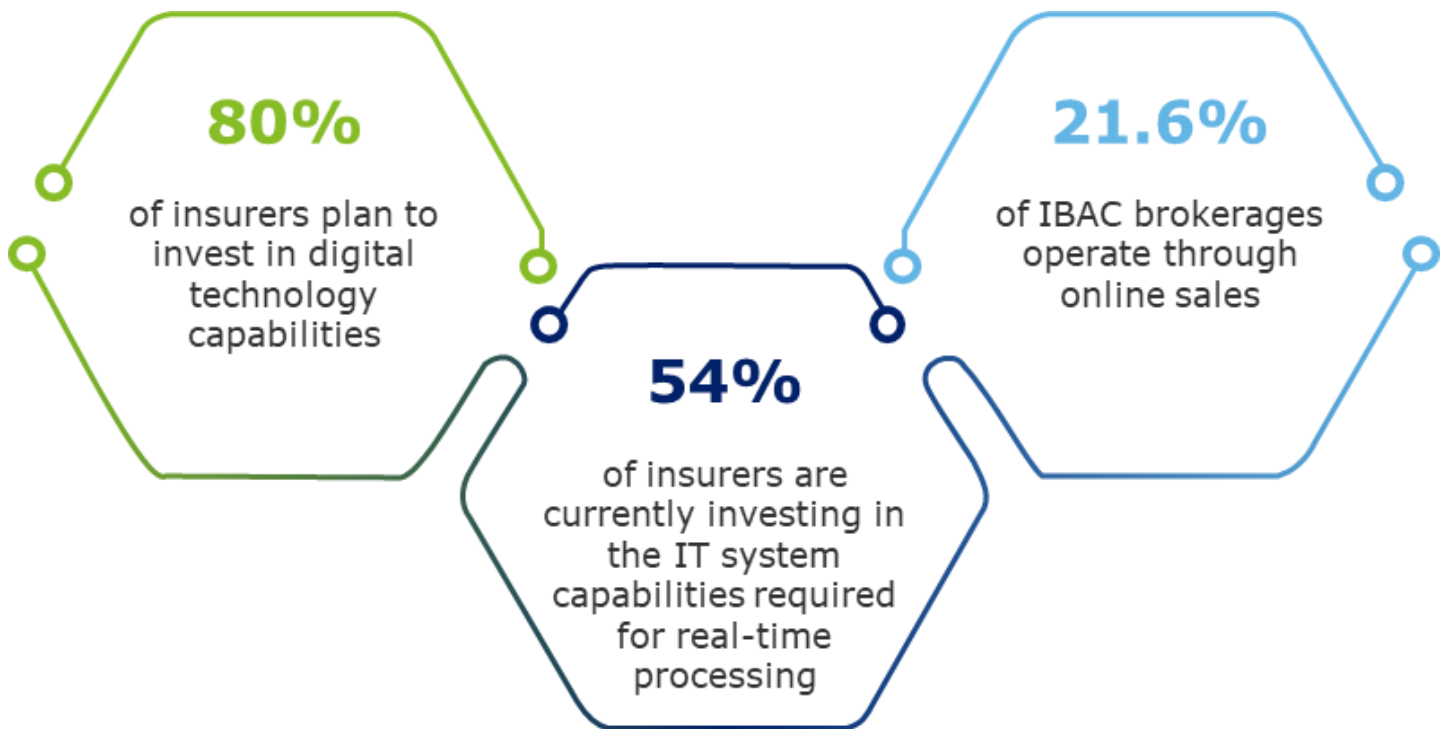 80%
of insurers plan to
invest in digital
technology
capabilities
54%
of insurers are
currently investing in
the IT system
capabilities required
for real-time
processing
21.6%
of IBAC brokerages
operate through
online sales